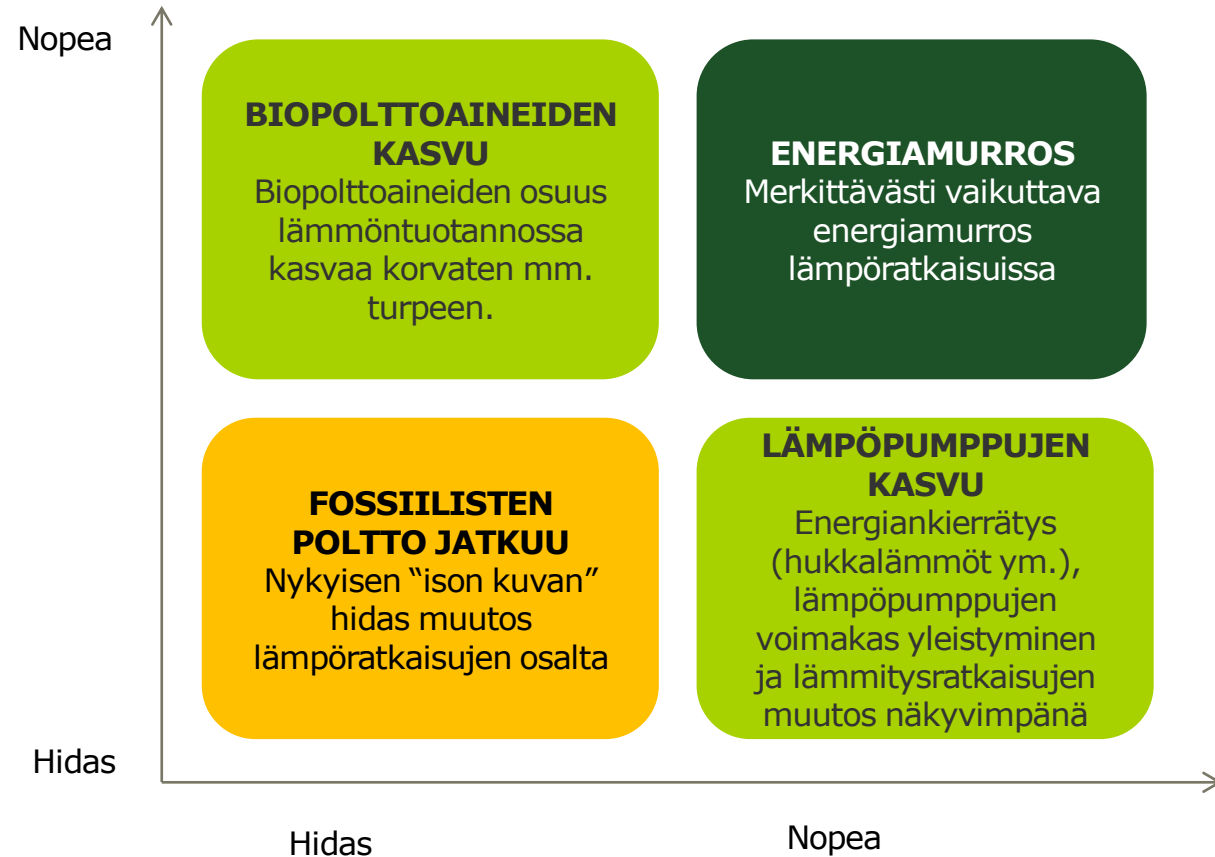 Nopea
BIOPOLTTOAINEIDEN
KASVU
Biopolttoaineiden osuus
lämmöntuotannossa
kasvaa korvaten mm.
turpeen.
ENERGIAMURROS
Merkittävästi vaikuttava
energiamurros
lämpöratkaisuissa
FOSSIILISTEN
POLTTO JATKUU
Nykyisen “ison kuvan”
hidas muutos
lämpöratkaisujen osalta
LÄMPÖPUMPPUJEN
KASVU
Energiankierrätys
(hukkalämmöt ym.),
lämpöpumppujen
voimakas yleistyminen
ja lämmitysratkaisujen
muutos näkyvimpänä
Hidas
Hidas
Nopea